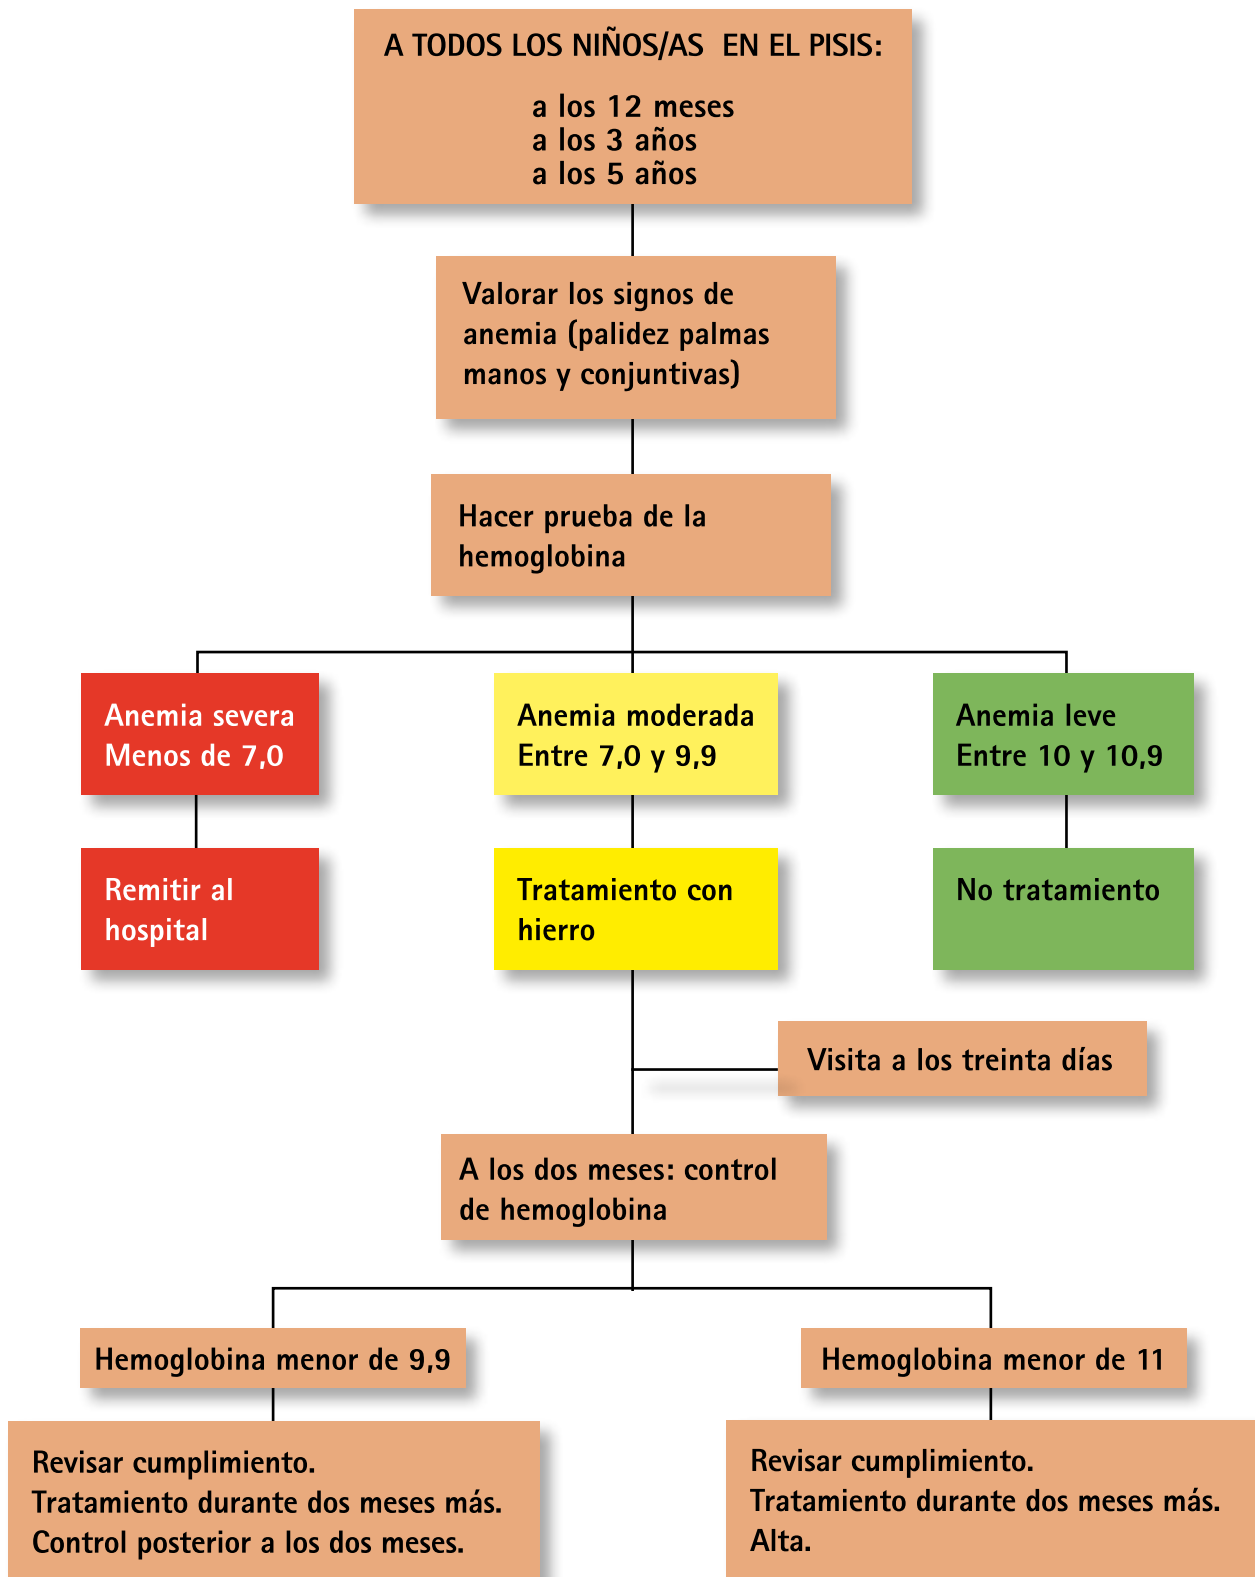 A TODOS LOS NIÑOS/AS EN EL PISIS:
a los 12 meses
a los 3 años
a los 5 años
Valorar los signos de
anemia (palidez palmas
manos y conjuntivas)
Hacer prueba de la
hemoglobina
Anemia severa
Menos de 7,0
Anemia moderada
Entre 7,0 y 9,9
Anemia leve
Entre 10 y 10,9
Remitir al
hospital
Tratamiento con
hierro
No tratamiento
Visita a los treinta días
A los dos meses: control
de hemoglobina
Hemoglobina menor de 9,9
Hemoglobina menor de 11
Revisar cumplimiento.
Tratamiento durante dos meses más.
Control posterior a los dos meses.
Revisar cumplimiento.
Tratamiento durante dos meses más.
Alta.